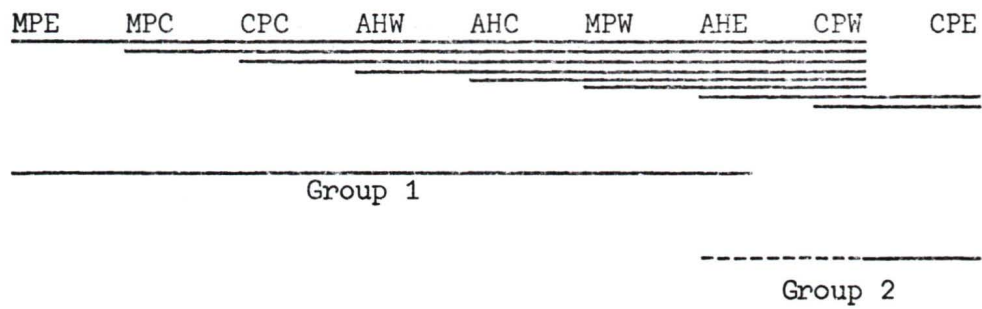 MPE MPC CPC AHW AHC MPW AHE CPW CPE
Group 1
Group 2